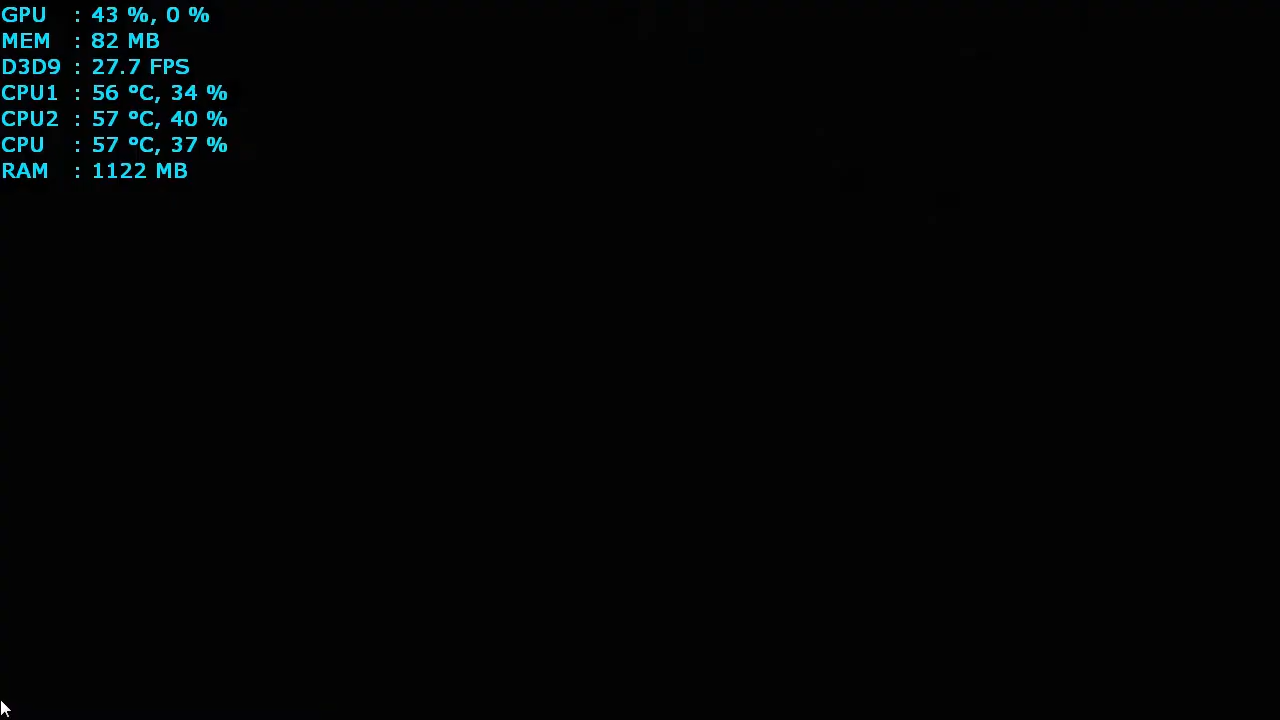 GPU : 43 %, 0 %
MEM : 82 MB
D3D9 : 27.7 FPS
CPU1 : 56 °C, 34 %
CPU2 : 57 °C, 40 %
CPU : 57 °C, 37 %
RAM : 1122 MB